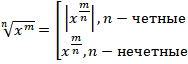 ⁿ√xᵐ = [ |x^(m/n)|, n − четные
x^(m/n), n − нечетные